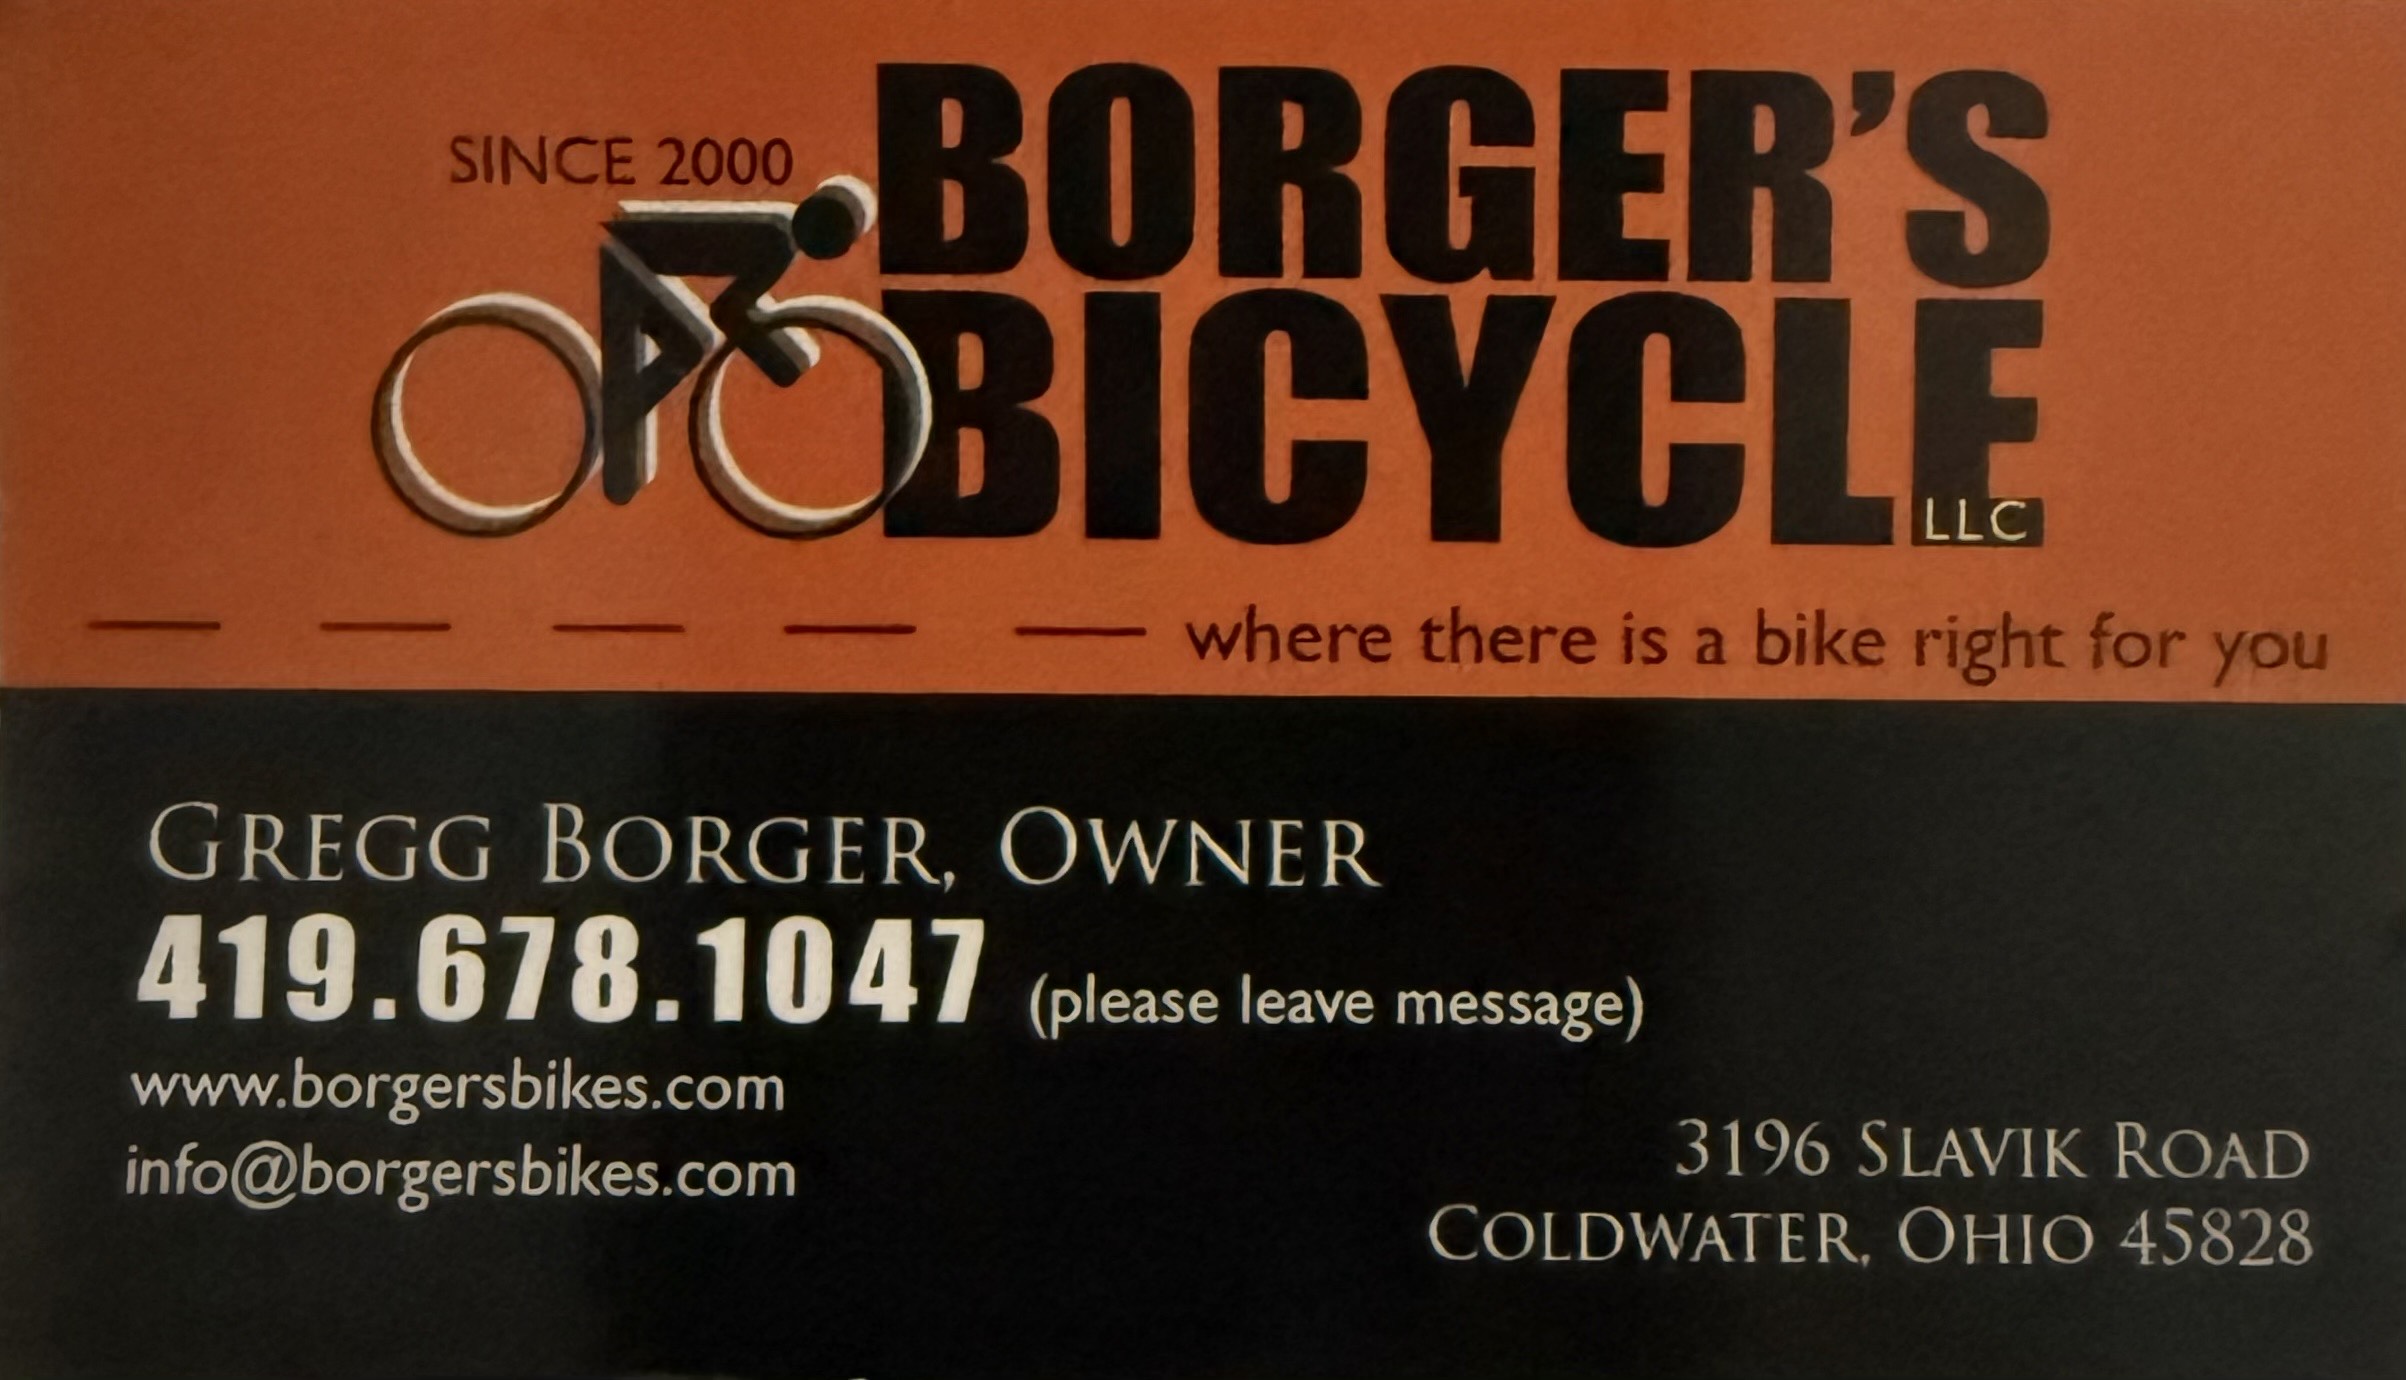 SINCE 2000
BORGER'S
BICYCLE
LLC
where there is a bike right for you
GREGG BORGER, OWNER
419.678.1047 (please leave message)
www.borgersbikes.com
info@borgersbikes.com
3196 SLAVIK ROAD
COLDWATER, OHIO 45828